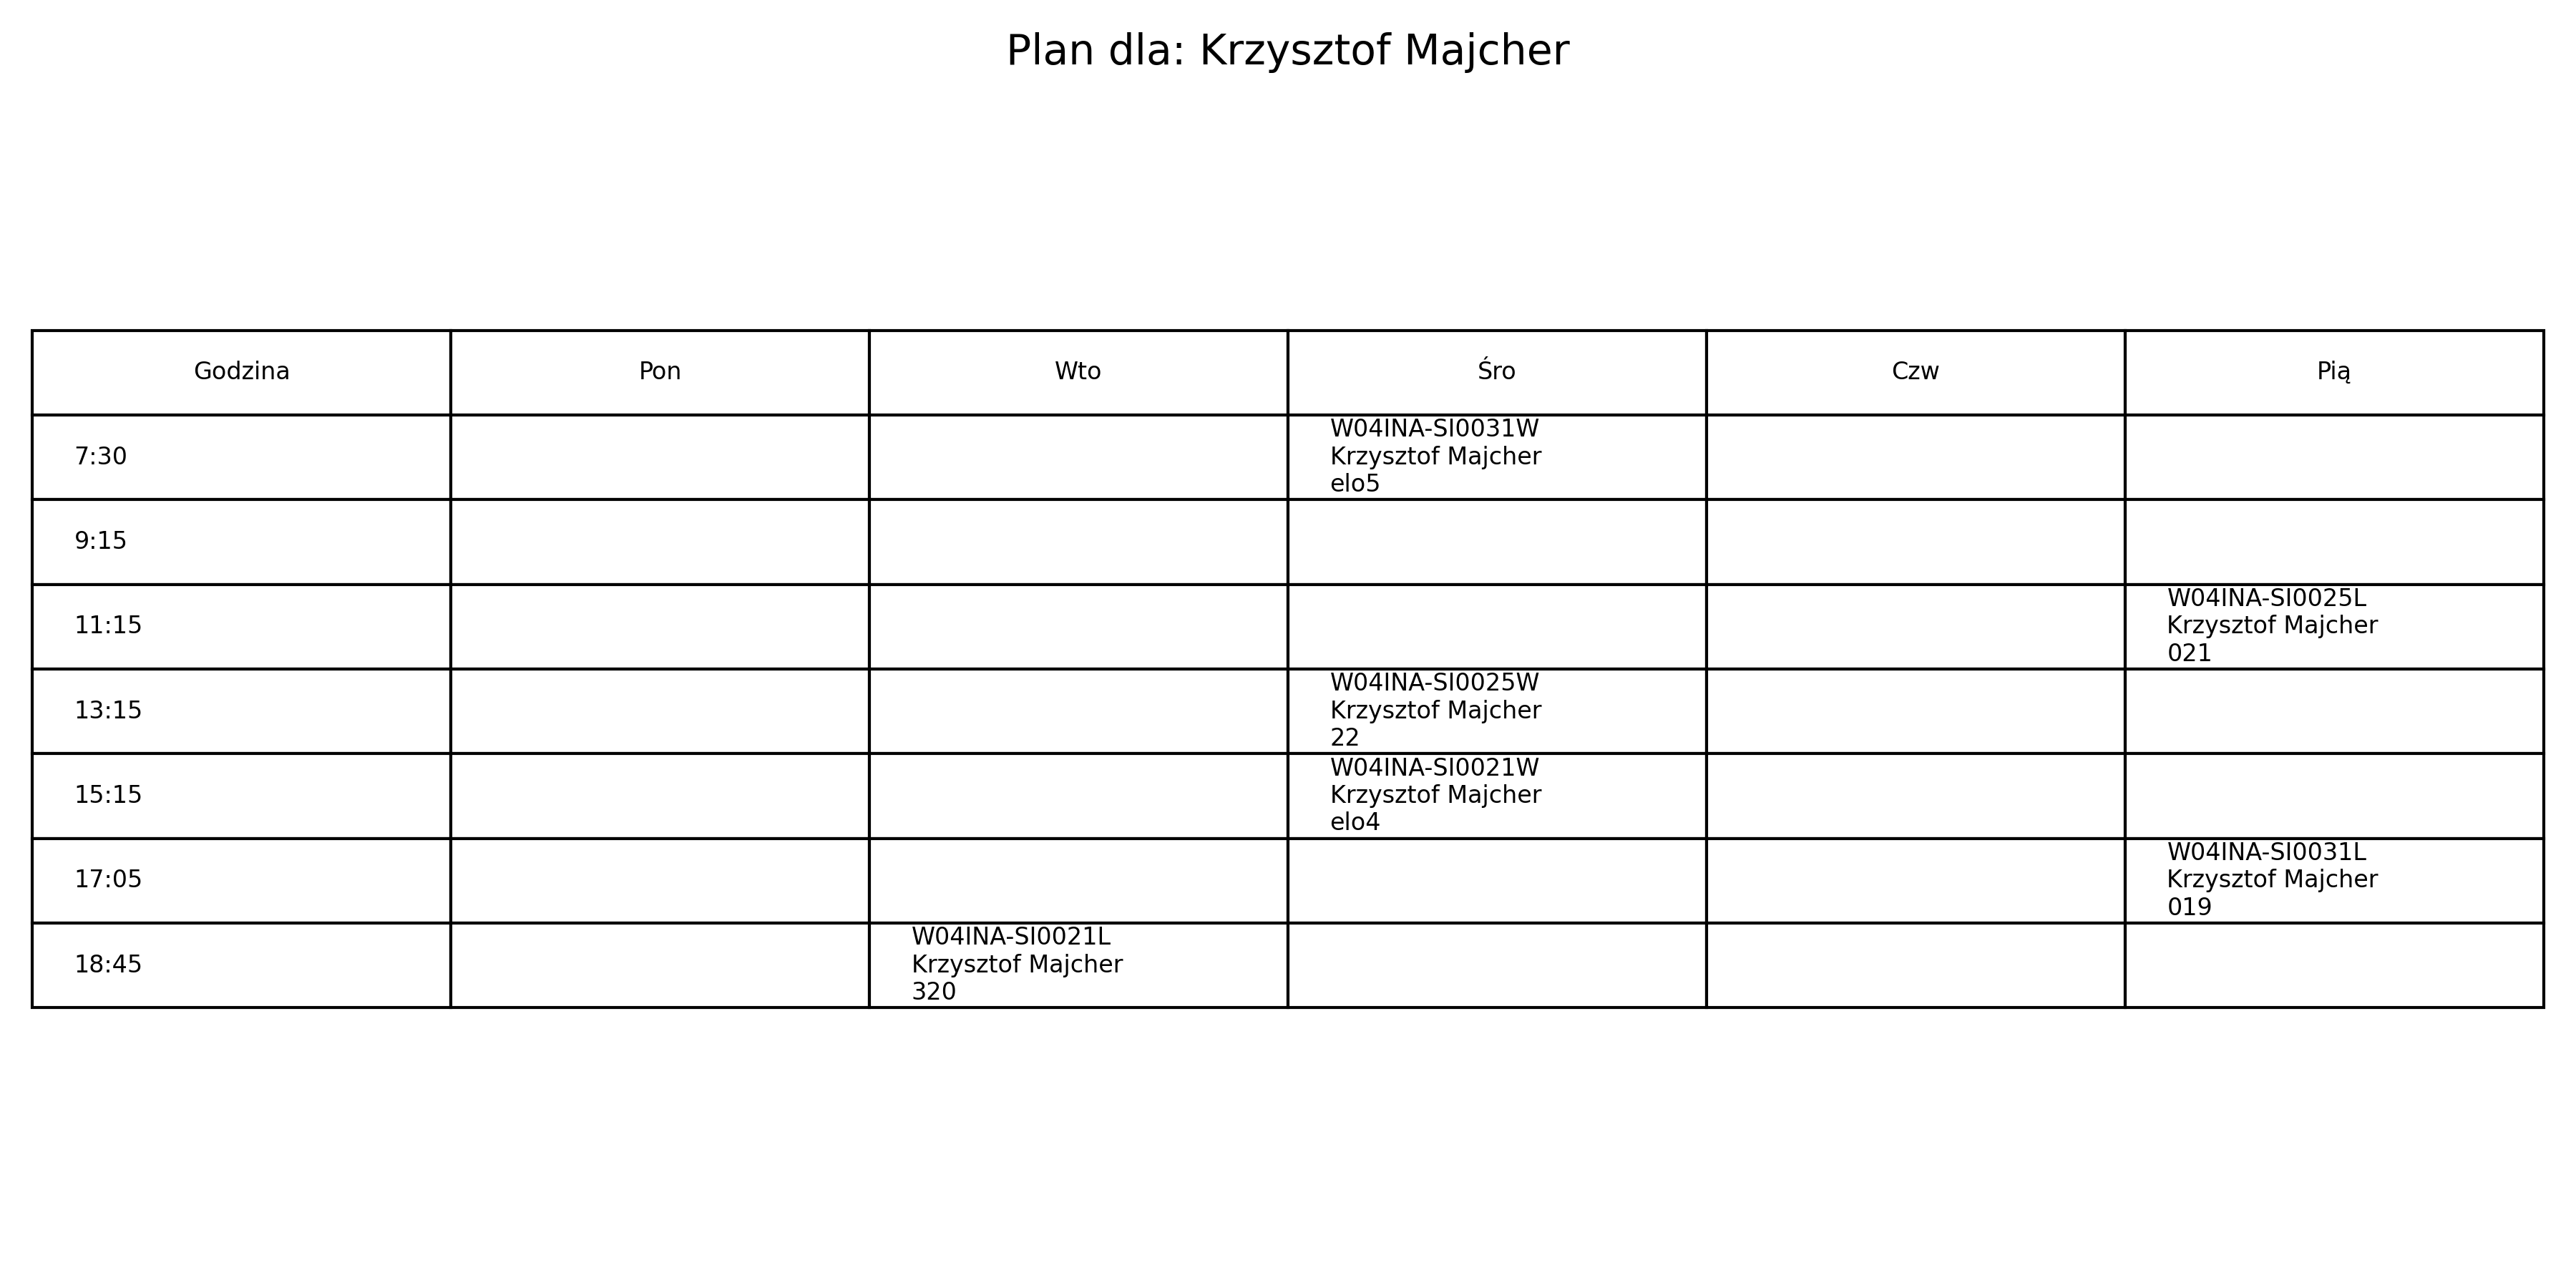 Plan dla: Krzysztof Majcher
Godzina Pon Wto Śro Czw Pią
7:30
W04INA-SI0031W
Krzysztof Majcher
elo5
9:15
11:15
W04INA-SI0025L
Krzysztof Majcher
021
13:15
W04INA-SI0025W
Krzysztof Majcher
22
15:15
W04INA-SI0021W
Krzysztof Majcher
elo4
17:05
W04INA-SI0031L
Krzysztof Majcher
019
18:45
W04INA-SI0021L
Krzysztof Majcher
320